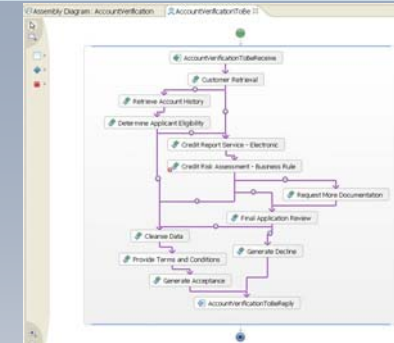 Assembly Diagram : AccountVerification
AccountVerificationToBe
AccountVerificationToBeReceive
Customer Retrieval
Retrieve Account History
Determine Applicant Eligibility
Credit Report Service - Electronic
Credit Risk Assessment - Business Rule
Request More Documentation
Final Application Review
Cleanse Data
Generate Decline
Provide Terms and Conditions
Generate Acceptance
AccountVerificationToBeReply